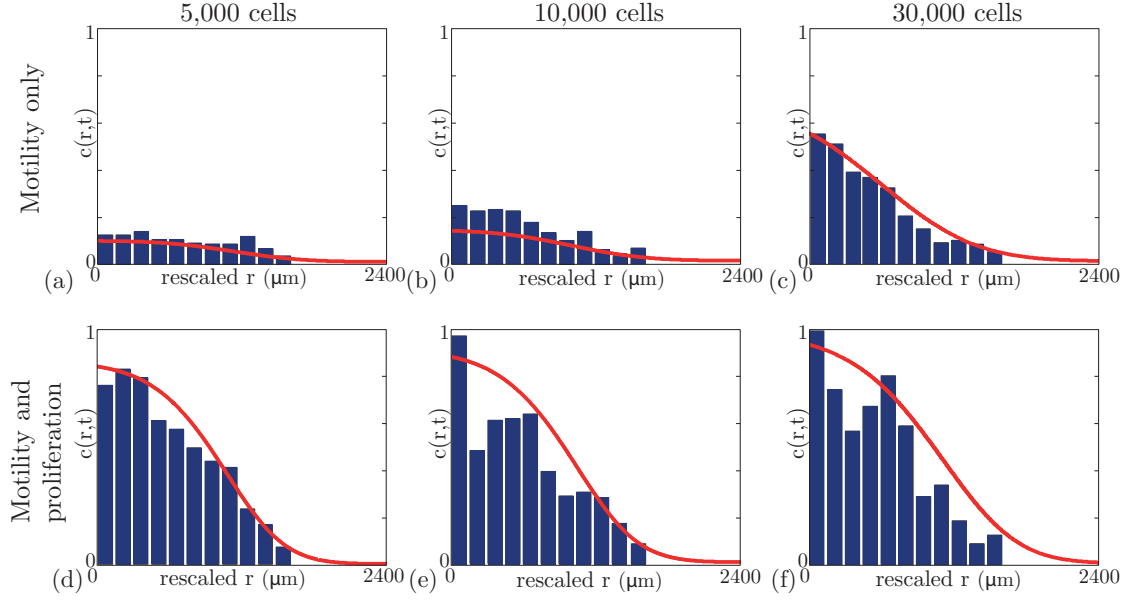 5,000 cells
10,000 cells
30,000 cells
Motility only
1
c(r,t)
0
0
rescaled r (μm)
2400
(a)
1
c(r,t)
0
0
rescaled r (μm)
2400
(b)
1
c(r,t)
0
0
rescaled r (μm)
2400
(c)
Motility and
proliferation
1
c(r,t)
0
0
rescaled r (μm)
2400
(d)
1
c(r,t)
0
0
rescaled r (μm)
2400
(e)
1
c(r,t)
0
0
rescaled r (μm)
2400
(f)